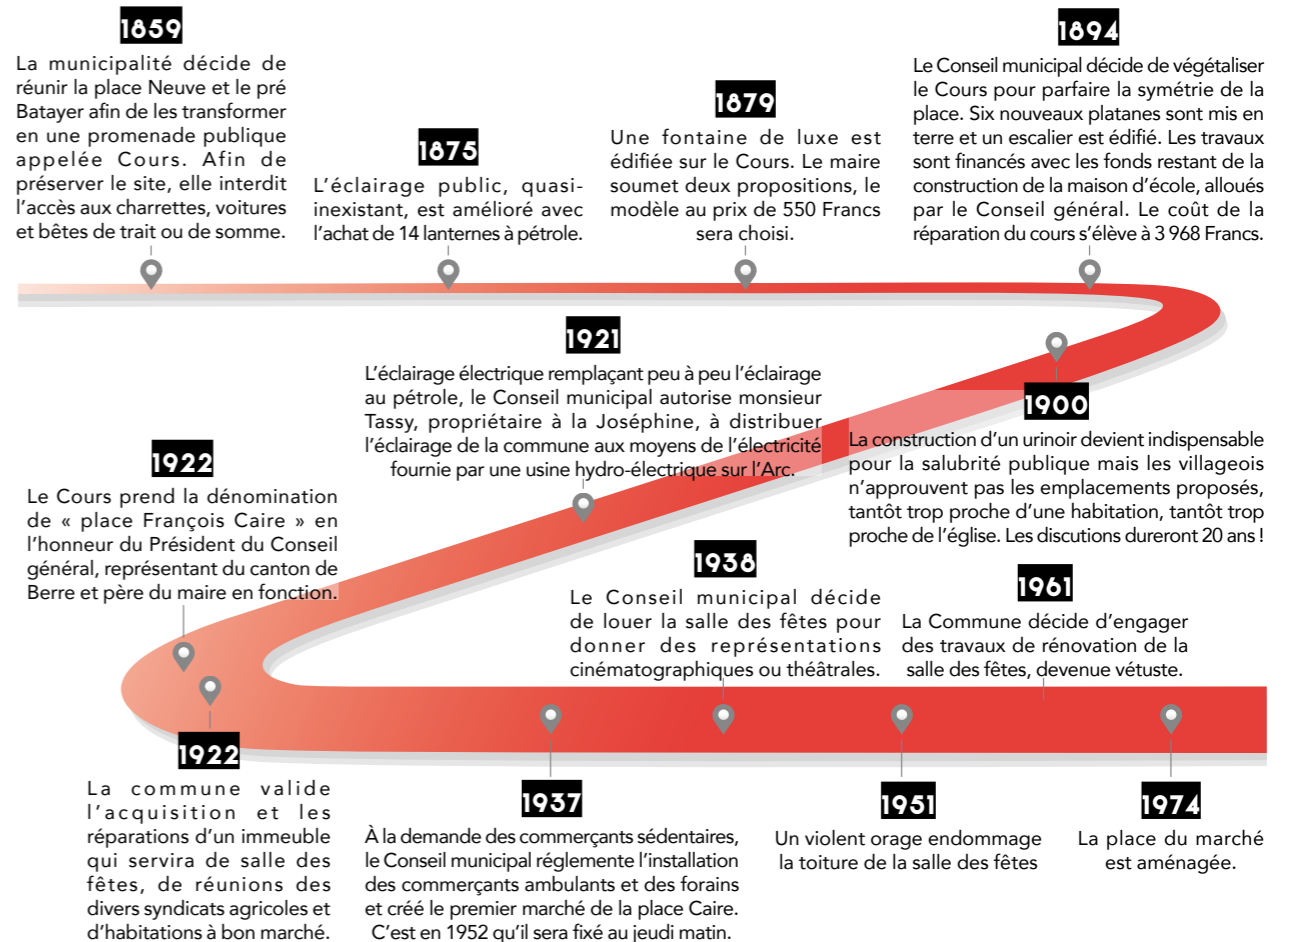 1859
La municipalité décide de
réunir la place Neuve et le pré
Batayer afin de les transformer
en une promenade publique
appelée Cours. Afin de
préserver le site, elle interdit
l'accès aux charrettes, voitures
et bêtes de trait ou de somme.
1875
L'éclairage public, quasi-
inexistant, est amélioré avec
l'achat de 14 lanternes à pétrole.
1879
Une fontaine de luxe est
édifiée sur le Cours. Le maire
soumet deux propositions, le
modèle au prix de 550 Francs
sera choisi.
1894
Le Conseil municipal décide de végétaliser
le Cours pour parfaire la symétrie de la
place. Six nouveaux platanes sont mis en
terre et un escalier est édifié. Les travaux
sont financés avec les fonds restant de la
construction de la maison d'école, alloués
par le Conseil général. Le coût de la
réparation du cours s'élève à 3 968 Francs.
1900
La construction d'un urinoir devient indispensable
pour la salubrité publique mais les villageois
n'approuvent pas les emplacements proposés,
tantôt trop proche d'une habitation, tantôt trop
proche de l'église. Les discutions dureront 20 ans !
1921
L'éclairage électrique remplaçant peu à peu l'éclairage
au pétrole, le Conseil municipal autorise monsieur
Tassy, propriétaire à la Joséphine, à distribuer
l'éclairage de la commune aux moyens de l'électricité
fournie par une usine hydro-électrique sur l'Arc.
1922
Le Cours prend la dénomination
de « place François Caire » en
l'honneur du Président du Conseil
général, représentant du canton de
Berre et père du maire en fonction.
1922
La commune valide
l'acquisition et les
réparations d'un immeuble
qui servira de salle des
fêtes, de réunions des
divers syndicats agricoles et
d'habitations à bon marché.
1937
À la demande des commerçants sédentaires,
le Conseil municipal réglemente l'installation
des commerçants ambulants et des forains
et créé le premier marché de la place Caire.
C'est en 1952 qu'il sera fixé au jeudi matin.
1938
Le Conseil municipal décide
de louer la salle des fêtes pour
donner des représentations
cinématographiques ou théâtrales.
1951
Un violent orage endommage
la toiture de la salle des fêtes
1961
La Commune décide d'engager
des travaux de rénovation de la
salle des fêtes, devenue vétuste.
1974
La place du marché
est aménagée.